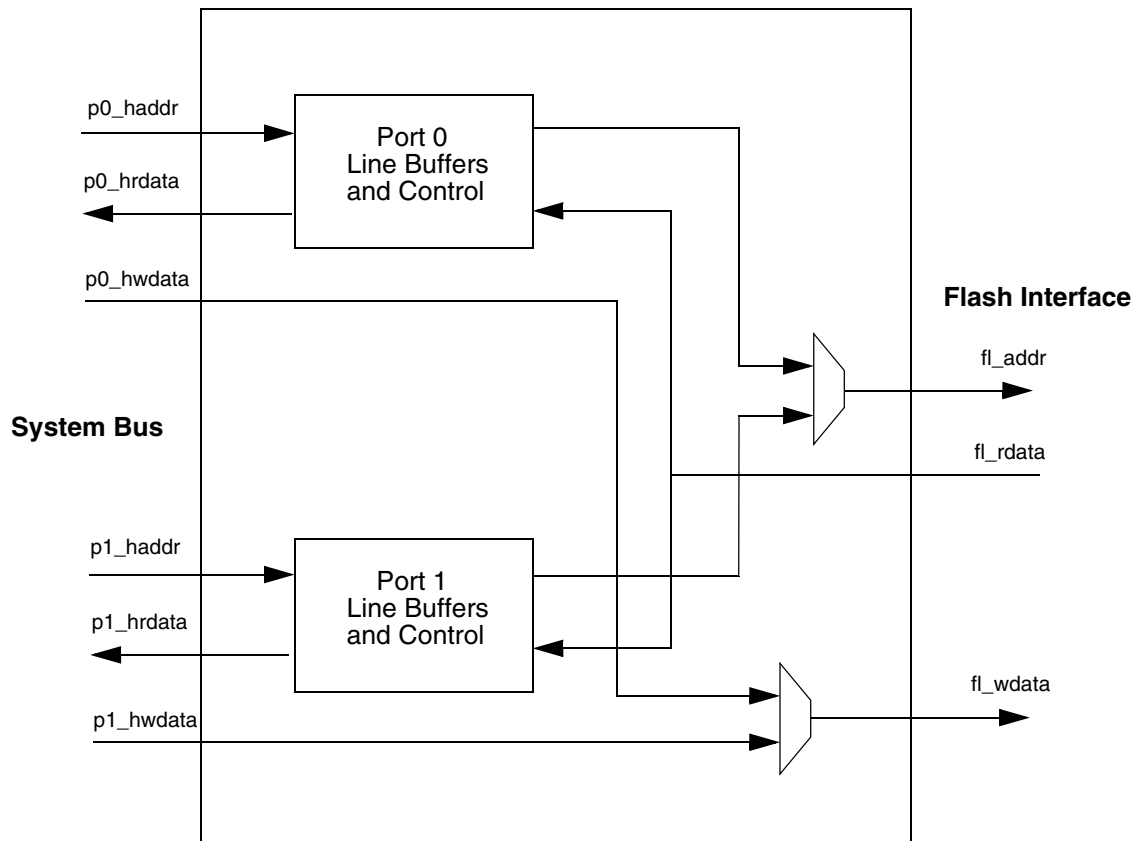 p0_haddr
Port 0
Line Buffers
and Control
p0_hrdata
p0_hwdata
Flash Interface
fl_addr
System Bus
fl_rdata
p1_haddr
Port 1
Line Buffers
and Control
p1_hrdata
fl_wdata
p1_hwdata